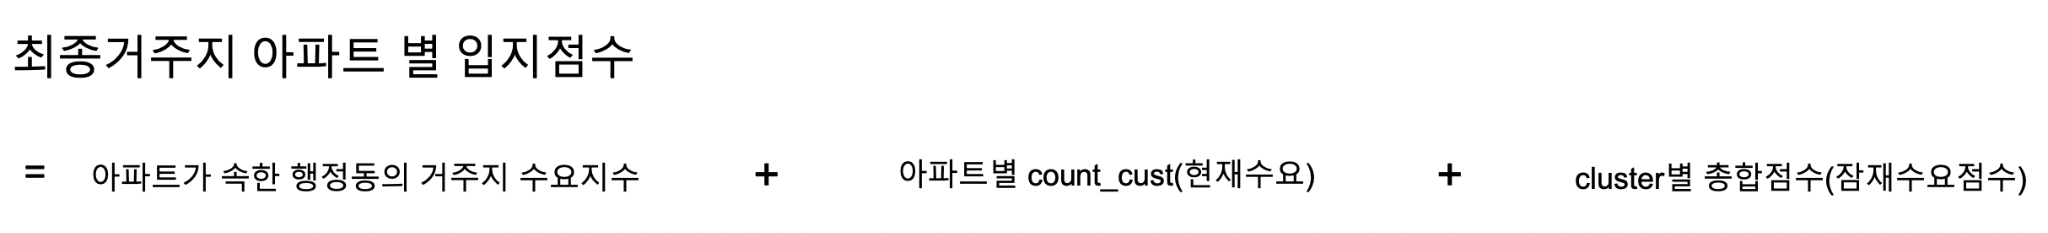 최종거주지 아파트 별 입지점수
= 아파트가 속한 행정동의 거주지 수요지수 + 아파트별 count_cust(현재수요) + cluster별 총합점수(잠재수요점수)